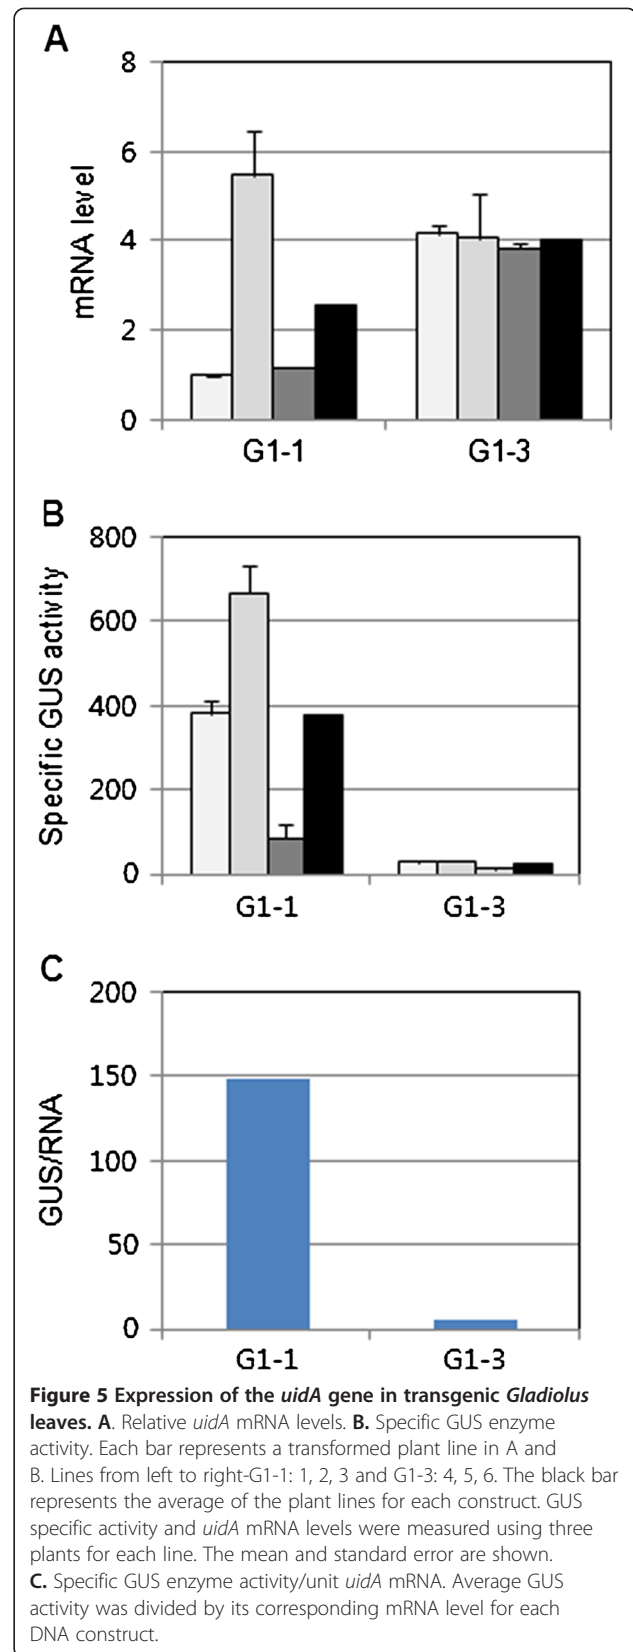 A
8
6
4
2
0
mRNA level
G1-1
G1-3
B
800
600
400
200
0
Specific GUS activity
G1-1
G1-3
C
200
150
100
50
0
GUS/RNA
G1-1
G1-3
Figure 5 Expression of the uidA gene in transgenic Gladiolus
leaves. A. Relative uidA mRNA levels. B. Specific GUS enzyme
activity. Each bar represents a transformed plant line in A and
B. Lines from left to right-G1-1: 1, 2, 3 and G1-3: 4, 5, 6. The black bar
represents the average of the plant lines for each construct. GUS
specific activity and uidA mRNA levels were measured using three
plants for each line. The mean and standard error are shown.
C. Specific GUS enzyme activity/unit uidA mRNA. Average GUS
activity was divided by its corresponding mRNA level for each
DNA construct.